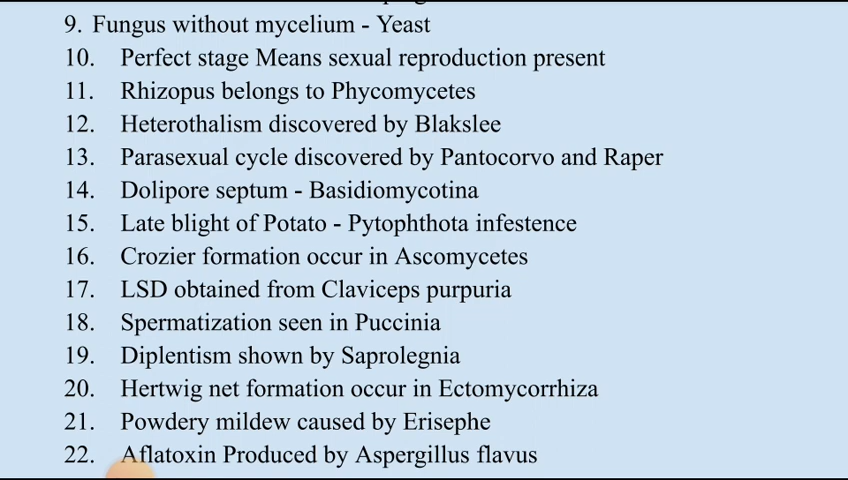 9. Fungus without mycelium - Yeast
10. Perfect stage Means sexual reproduction present
11. Rhizopus belongs to Phycomycetes
12. Heterothalism discovered by Blakslee
13. Parasexual cycle discovered by Pantocorvo and Raper
14. Dolipore septum - Basidiomycotina
15. Late blight of Potato - Pytophthota infestence
16. Crozier formation occur in Ascomycetes
17. LSD obtained from Claviceps purpuria
18. Spermatization seen in Puccinia
19. Diplentism shown by Saprolegnia
20. Hertwig net formation occur in Ectomycorrhiza
21. Powdery mildew caused by Erisephe
22. Aflatoxin Produced by Aspergillus flavus